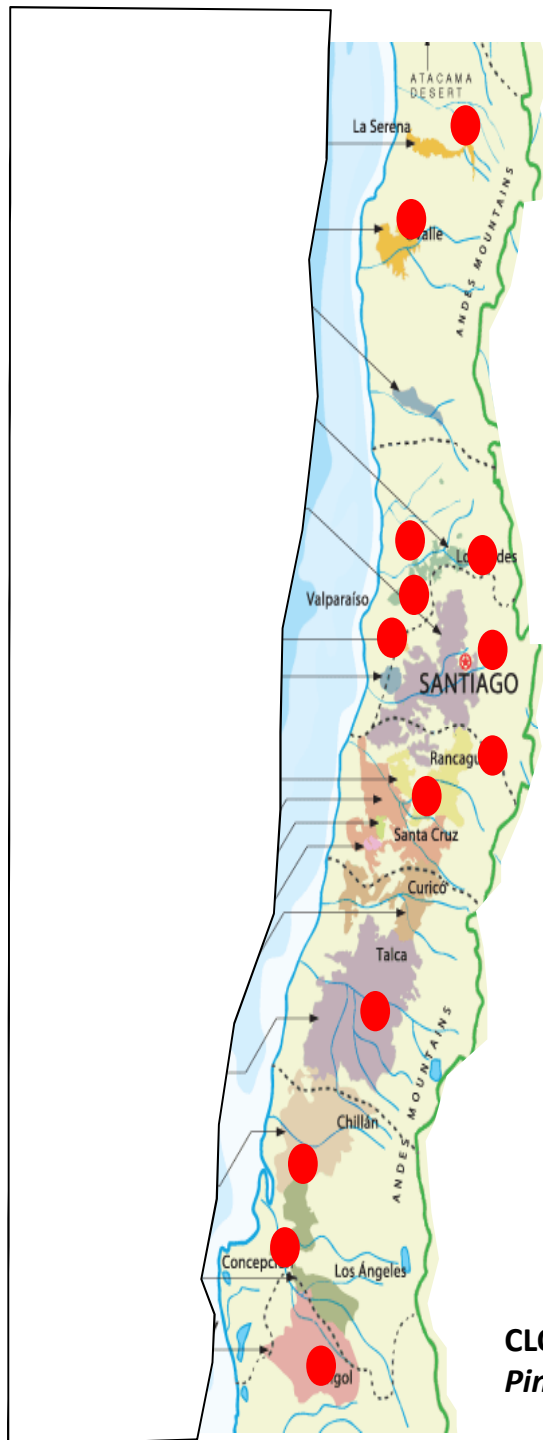 ATACAMA
DESERT
La Serena
ANDES MOUNTAINS
Valparaíso
SANTIAGO
Santa Cruz
Curicó
Talca
ANDES MOUNTAINS
Chillán
Los Ángeles